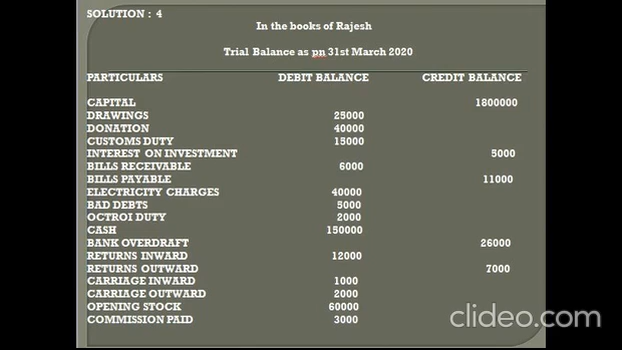 SOLUTION : 4
In the books of Rajesh
Trial Balance as pn 31st March 2020
PARTICULARS DEBIT BALANCE CREDIT BALANCE
CAPITAL 1800000
DRAWINGS 25000
DONATION 40000
CUSTOMS DUTY 15000
INTEREST ON INVESTMENT 5000
BILLS RECEIVABLE 6000
BILLS PAYABLE 11000
ELECTRICITY CHARGES 40000
BAD DEBTS 5000
OCTROI DUTY 2000
CASH 150000
BANK OVERDRAFT 26000
RETURNS INWARD 12000
RETURNS OUTWARD 7000
CARRIAGE INWARD 1000
CARRIAGE OUTWARD 2000
OPENING STOCK 60000
COMMISSION PAID 3000
clideo.com